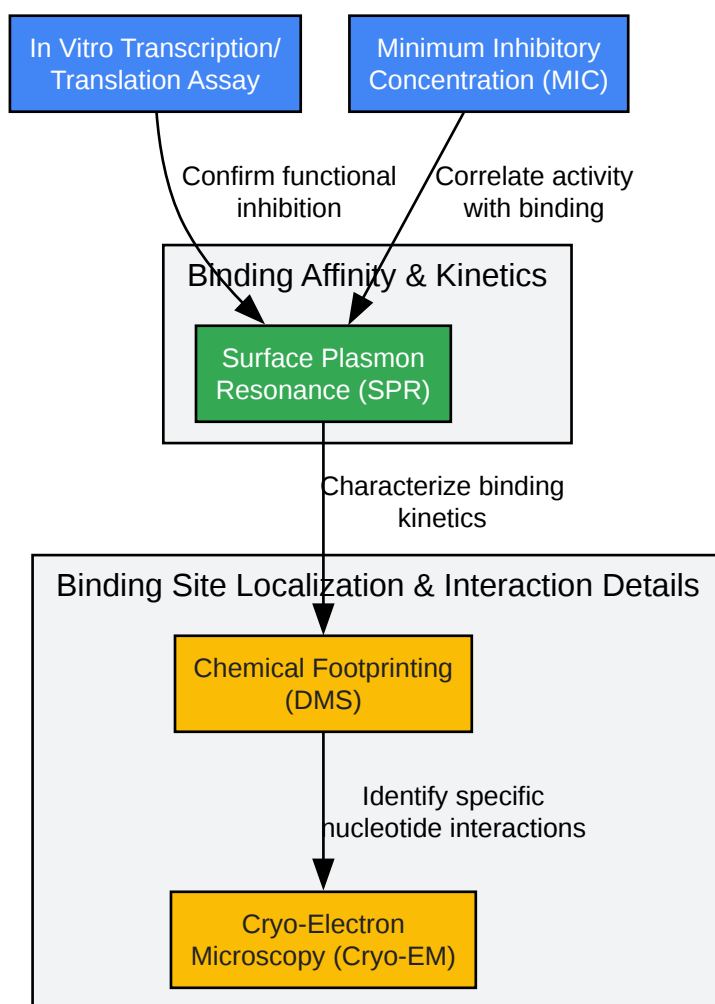 In Vitro Transcription/
Translation Assay
Minimum Inhibitory
Concentration (MIC)
Confirm functional
inhibition
Correlate activity
with binding
Binding Affinity & Kinetics
Surface Plasmon
Resonance (SPR)
Characterize binding
kinetics
Binding Site Localization & Interaction Details
Chemical Footprinting
(DMS)
Identify specific
nucleotide interactions
Cryo-Electron
Microscopy (Cryo-EM)